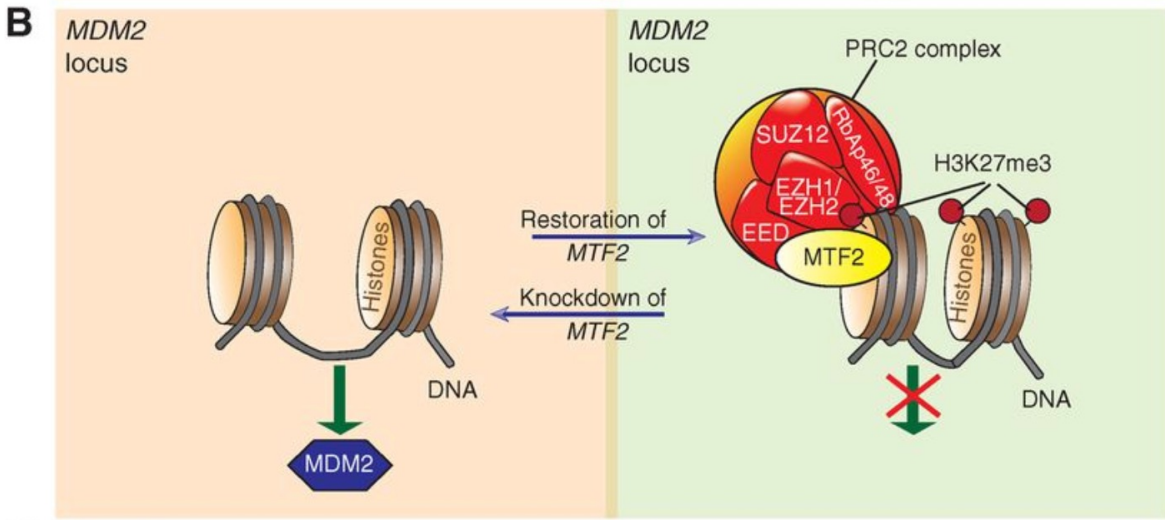 B
MDM2
locus
Histones
DNA
MDM2
Restoration of
MTF2
Knockdown of
MTF2
MDM2
locus
PRC2 complex
SUZ12
RbAp46/48
EZH1/
EZH2
EED
MTF2
H3K27me3
Histones
DNA